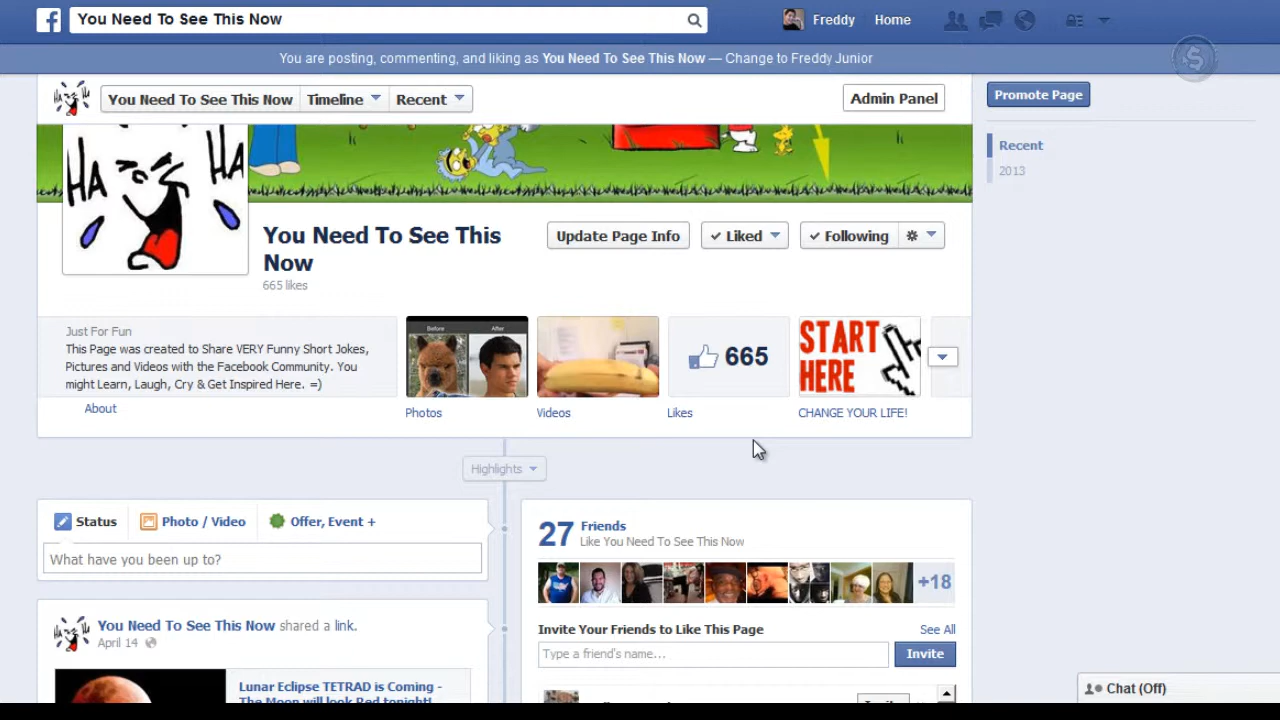 You Need To See This Now
Freddy
Home
You are posting, commenting, and liking as You Need To See This Now — Change to Freddy Junior
You Need To See This Now
Timeline
Recent
Admin Panel
Promote Page
Recent
2013
HA
HA
You Need To See This
Now
665 likes
Update Page Info
Liked
Following
Just For Fun
This Page was created to Share VERY Funny Short Jokes,
Pictures and Videos with the Facebook Community. You
might Learn, Laugh, Cry & Get Inspired Here. =)
About
Before
After
Photos
Videos
665
Likes
START
HERE
CHANGE YOUR LIFE!
Highlights
Status
Photo / Video
Offer, Event +
What have you been up to?
27
Friends
Like You Need To See This Now
+18
Invite Your Friends to Like This Page
See All
Type a friend's name...
Invite
You Need To See This Now shared a link.
April 14
Lunar Eclipse TETRAD is Coming -
The Moon will look Red tonight!
Chat (Off)